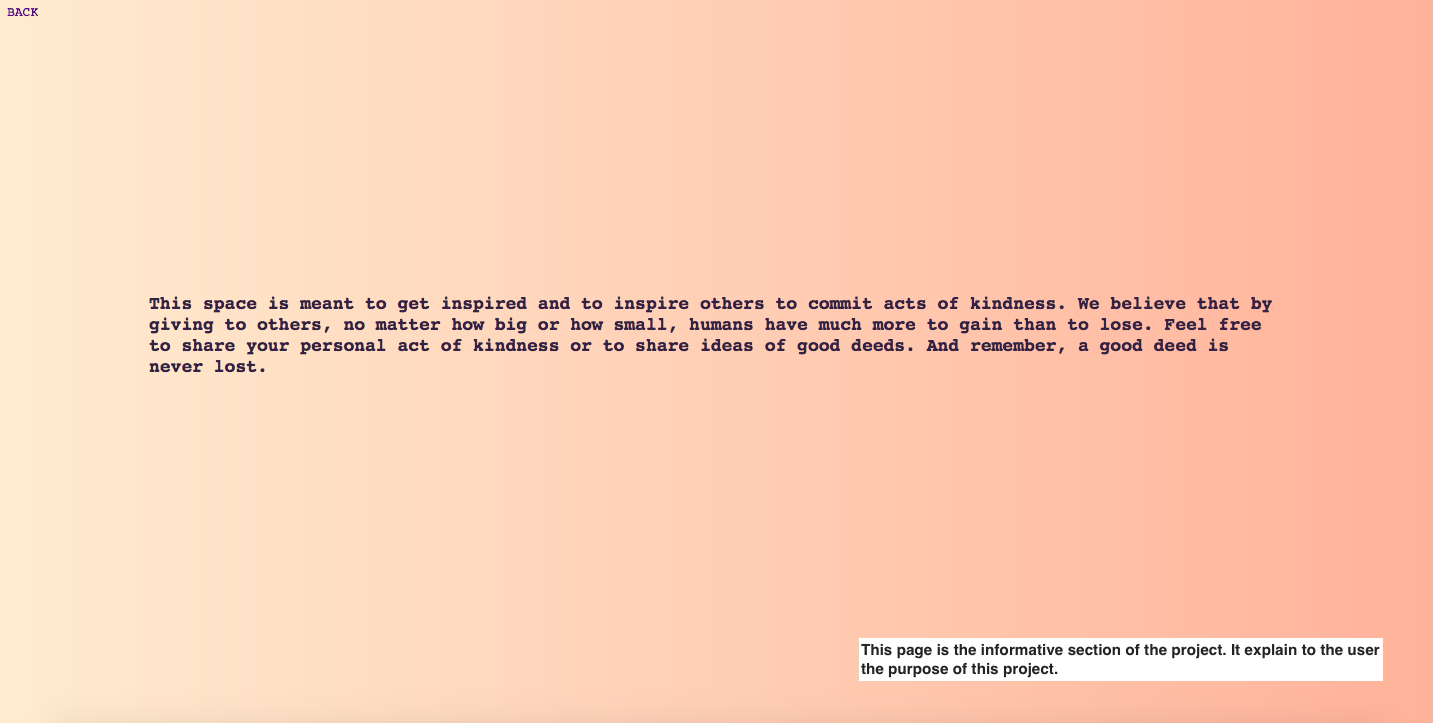 BACK
This space is meant to get inspired and to inspire others to commit acts of kindness. We believe that by
giving to others, no matter how big or how small, humans have much more to gain than to lose. Feel free
to share your personal act of kindness or to share ideas of good deeds. And remember, a good deed is
never lost.
This page is the informative section of the project. It explain to the user
the purpose of this project.